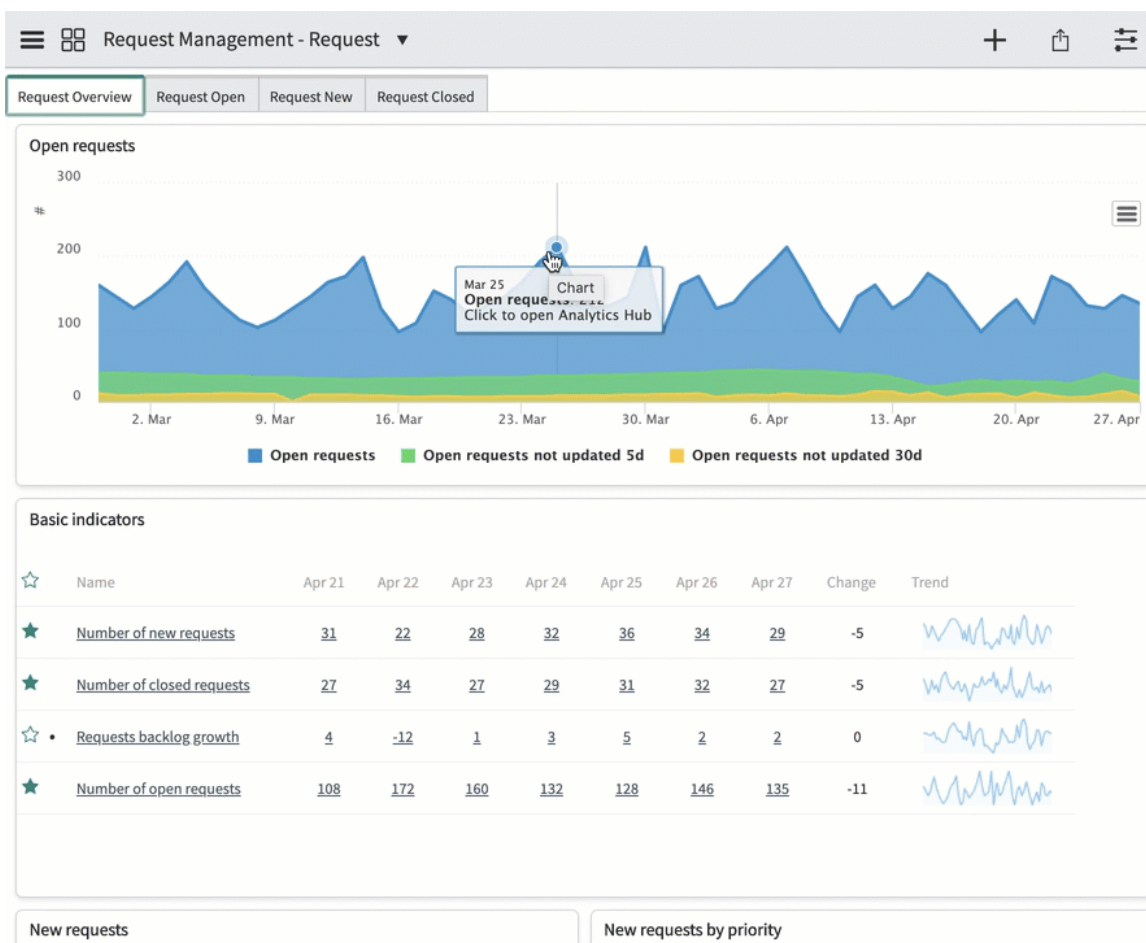 Request Management - Request ▼
Request Overview Request Open Request New Request Closed
Open requests
300
#
200
100
0
Mar 25
Open requests: 212
Chart
Click to open Analytics Hub
2. Mar 9. Mar 16. Mar 23. Mar 30. Mar 6. Apr 13. Apr 20. Apr 27. Apr
Open requests Open requests not updated 5d Open requests not updated 30d
Basic indicators
Name Apr 21 Apr 22 Apr 23 Apr 24 Apr 25 Apr 26 Apr 27 Change Trend
Number of new requests 31 22 28 32 36 34 29 -5
Number of closed requests 27 34 27 29 31 32 27 -5
Requests backlog growth 4 -12 1 3 5 2 2 0
Number of open requests 108 172 160 132 128 146 135 -11
New requests New requests by priority